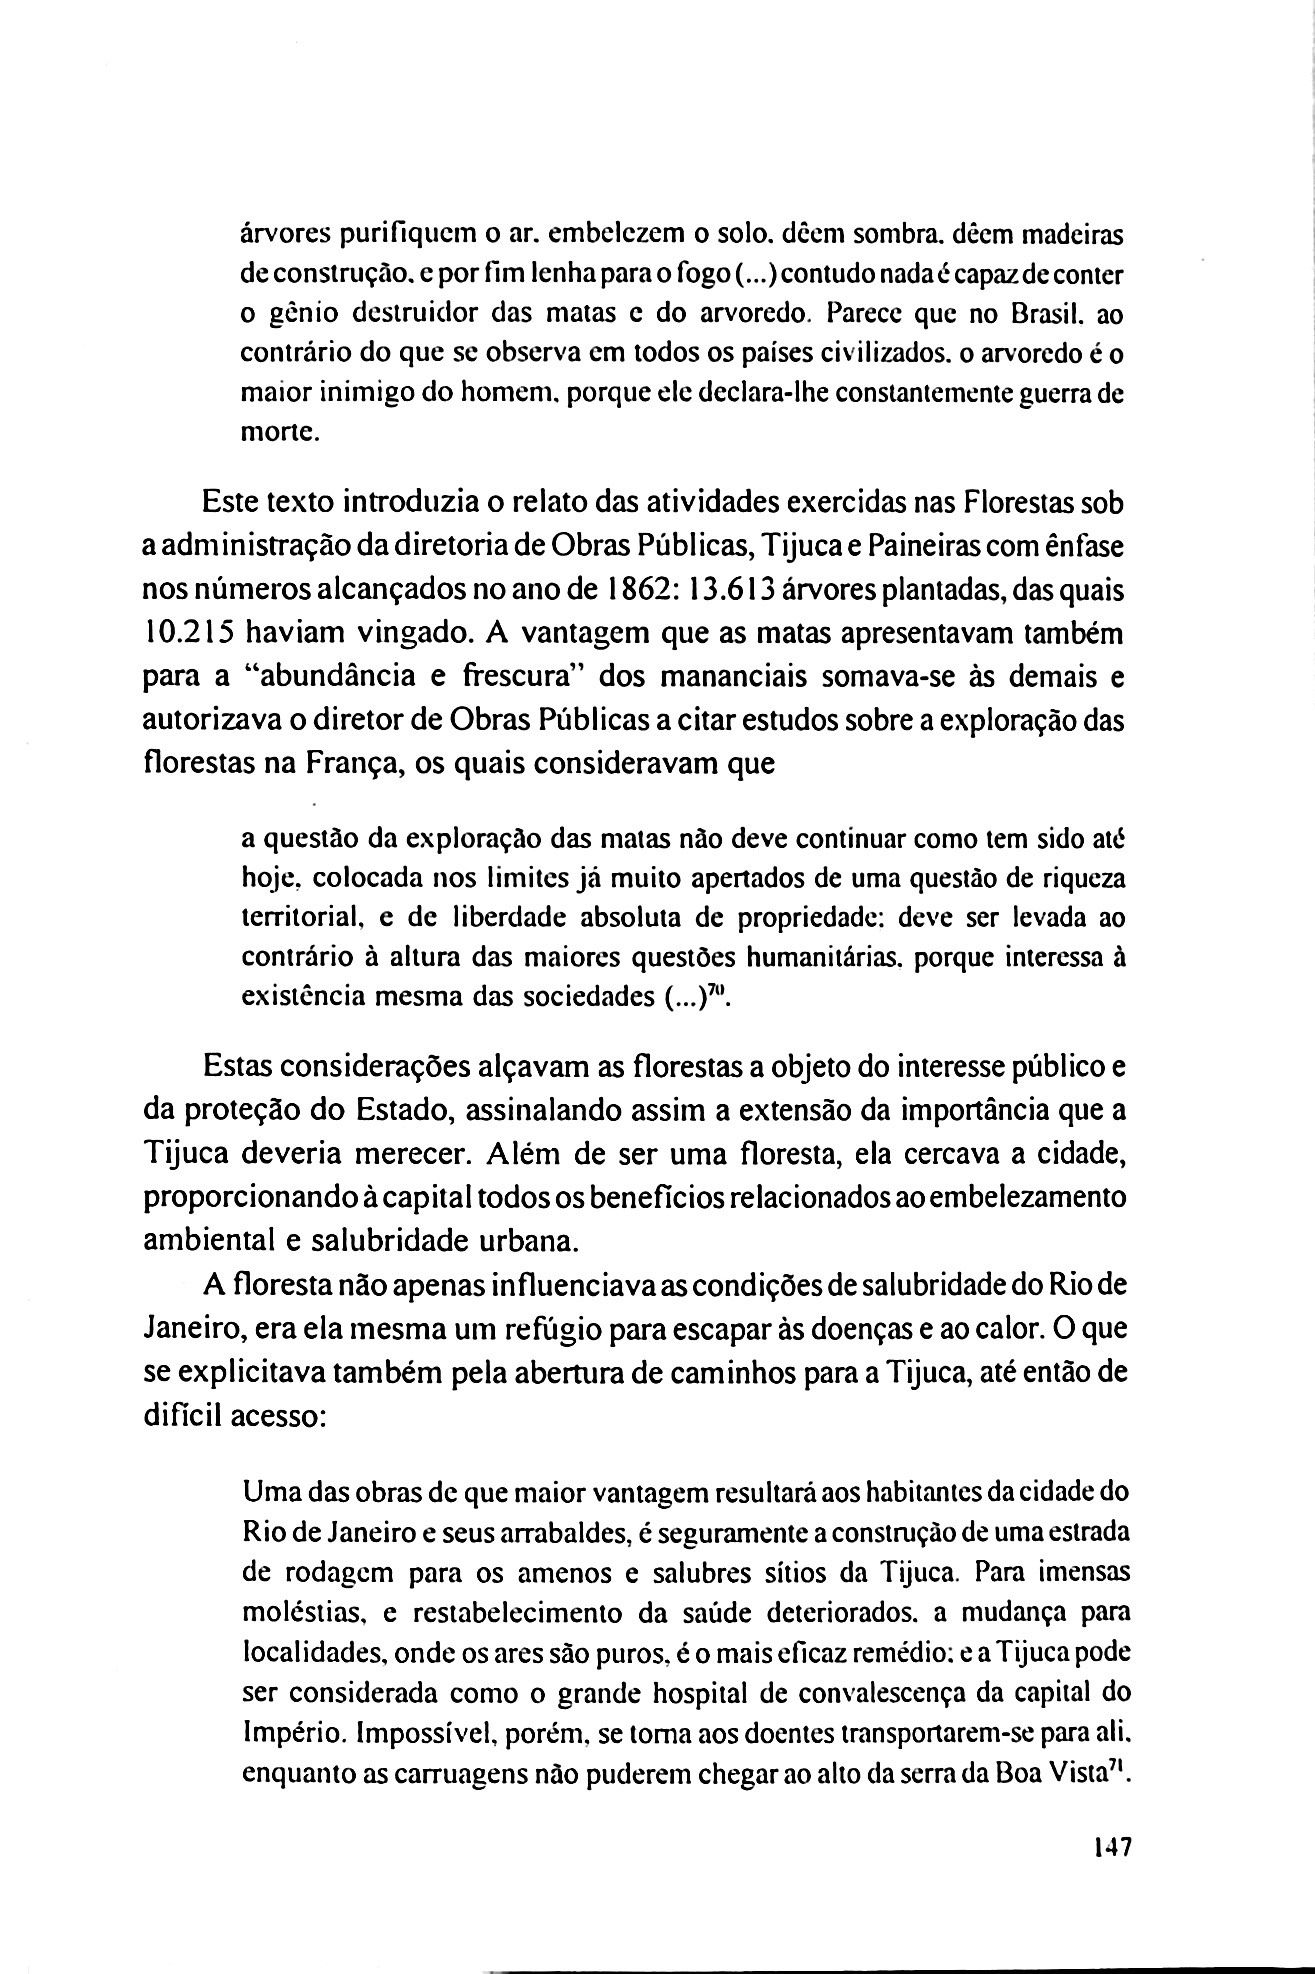 árvores purifiquem o ar. embelezem o solo. dêem sombra. dêem madeiras
de construção. e por fim lenha para o fogo (...) contudo nada é capaz de conter
o gênio destruidor das matas e do arvoredo. Parece que no Brasil. ao
contrário do que se observa em todos os países civilizados. o arvoredo é o
maior inimigo do homem. porque ele declara-lhe constantemente guerra de
morte.
Este texto introduzia o relato das atividades exercidas nas Florestas sob
a administração da diretoria de Obras Públicas, Tijuca e Paineiras com ênfase
nos números alcançados no ano de 1862: 13.613 árvores plantadas, das quais
10.215 haviam vingado. A vantagem que as matas apresentavam também
para a “abundância e frescura” dos mananciais somava-se às demais e
autorizava o diretor de Obras Públicas a citar estudos sobre a exploração das
florestas na França, os quais consideravam que
a questão da exploração das matas não deve continuar como tem sido até
hoje, colocada nos limites já muito apertados de uma questão de riqueza
territorial, e de liberdade absoluta de propriedade: deve ser levada ao
contrário à altura das maiores questões humanitárias. porque interessa à
existência mesma das sociedades (...)⁷⁰.
Estas considerações alçavam as florestas a objeto do interesse público e
da proteção do Estado, assinalando assim a extensão da importância que a
Tijuca deveria merecer. Além de ser uma floresta, ela cercava a cidade,
proporcionando à capital todos os benefícios relacionados ao embelezamento
ambiental e salubridade urbana.
A floresta não apenas influenciava as condições de salubridade do Rio de
Janeiro, era ela mesma um refúgio para escapar às doenças e ao calor. O que
se explicitava também pela abertura de caminhos para a Tijuca, até então de
difícil acesso:
Uma das obras de que maior vantagem resultará aos habitantes da cidade do
Rio de Janeiro e seus arrabaldes, é seguramente a construção de uma estrada
de rodagem para os amenos e salubres sítios da Tijuca. Para imensas
moléstias, e restabelecimento da saúde deteriorados. a mudança para
localidades, onde os ares são puros, é o mais eficaz remédio: e a Tijuca pode
ser considerada como o grande hospital de convalescença da capital do
Império. Impossível, porém, se torna aos doentes transportarem-se para ali.
enquanto as carruagens não puderem chegar ao alto da serra da Boa Vista⁷¹.
147